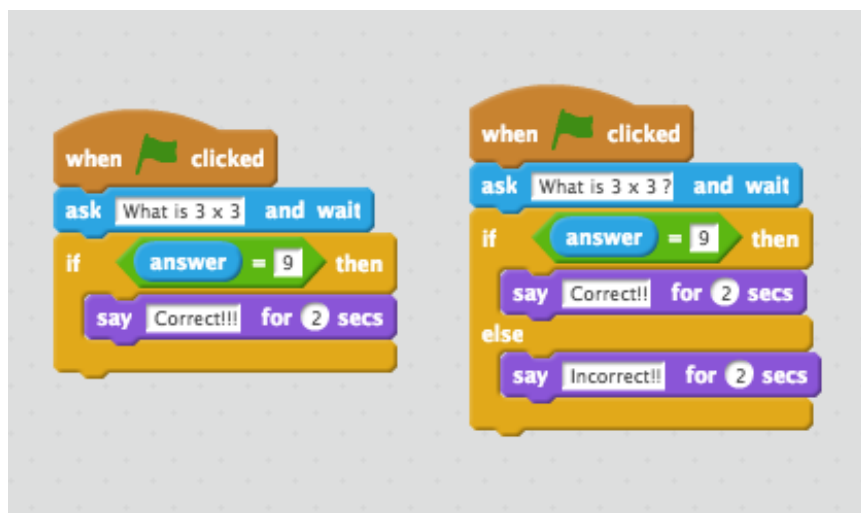 when clicked
ask What is 3 x 3 and wait
if answer = 9 then
say Correct!!! for 2 secs
when clicked
ask What is 3 x 3 ? and wait
if answer = 9 then
say Correct!! for 2 secs
else
say Incorrect!! for 2 secs